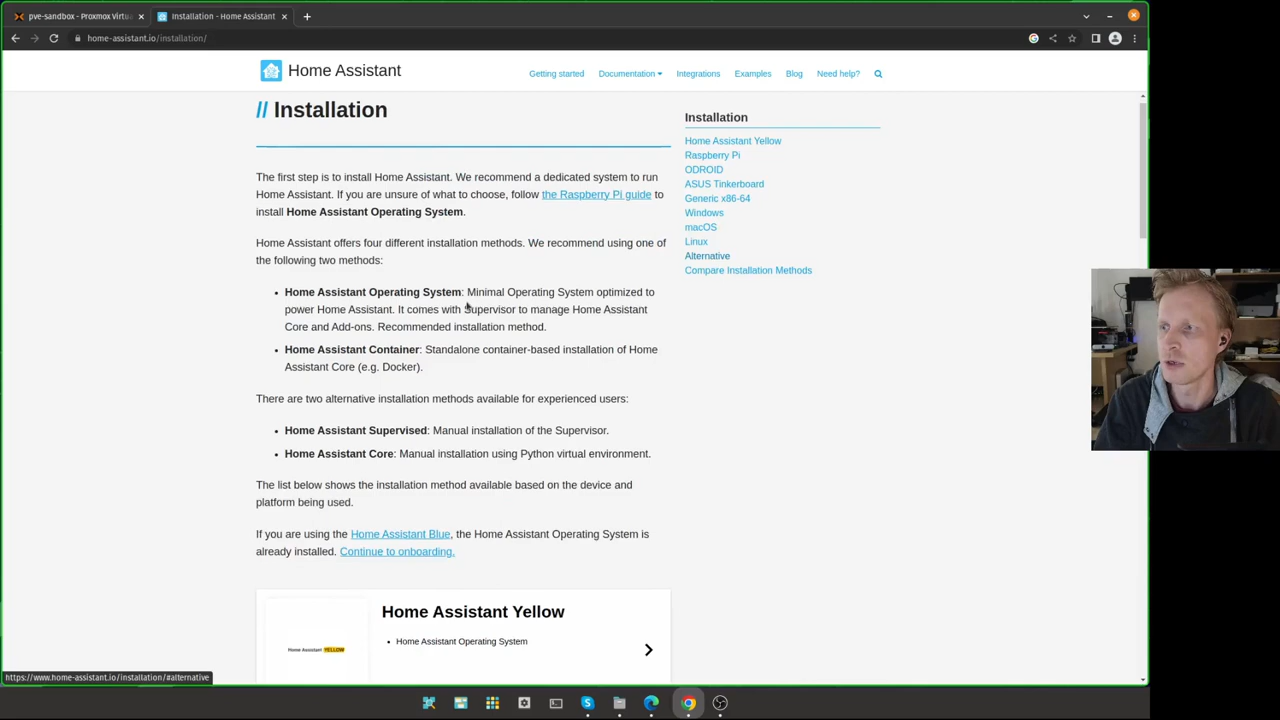 pve-sandbox - Proxmox Virtu
Installation - Home Assistant
home-assistant.io/installation/
Home Assistant
Getting started
Documentation
Integrations
Examples
Blog
Need help?
// Installation
The first step is to install Home Assistant. We recommend a dedicated system to run
Home Assistant. If you are unsure of what to choose, follow the Raspberry Pi guide to
install Home Assistant Operating System.
Home Assistant offers four different installation methods. We recommend using one of
the following two methods:
• Home Assistant Operating System: Minimal Operating System optimized to
power Home Assistant. It comes with Supervisor to manage Home Assistant
Core and Add-ons. Recommended installation method.
• Home Assistant Container: Standalone container-based installation of Home
Assistant Core (e.g. Docker).
There are two alternative installation methods available for experienced users:
• Home Assistant Supervised: Manual installation of the Supervisor.
• Home Assistant Core: Manual installation using Python virtual environment.
The list below shows the installation method available based on the device and
platform being used.
If you are using the Home Assistant Blue, the Home Assistant Operating System is
already installed. Continue to onboarding.
Home Assistant YELLOW
Home Assistant Yellow
• Home Assistant Operating System
Installation
Home Assistant Yellow
Raspberry Pi
ODROID
ASUS Tinkerboard
Generic x86-64
Windows
macOS
Linux
Alternative
Compare Installation Methods
https://www.home-assistant.io/installation/#alternative